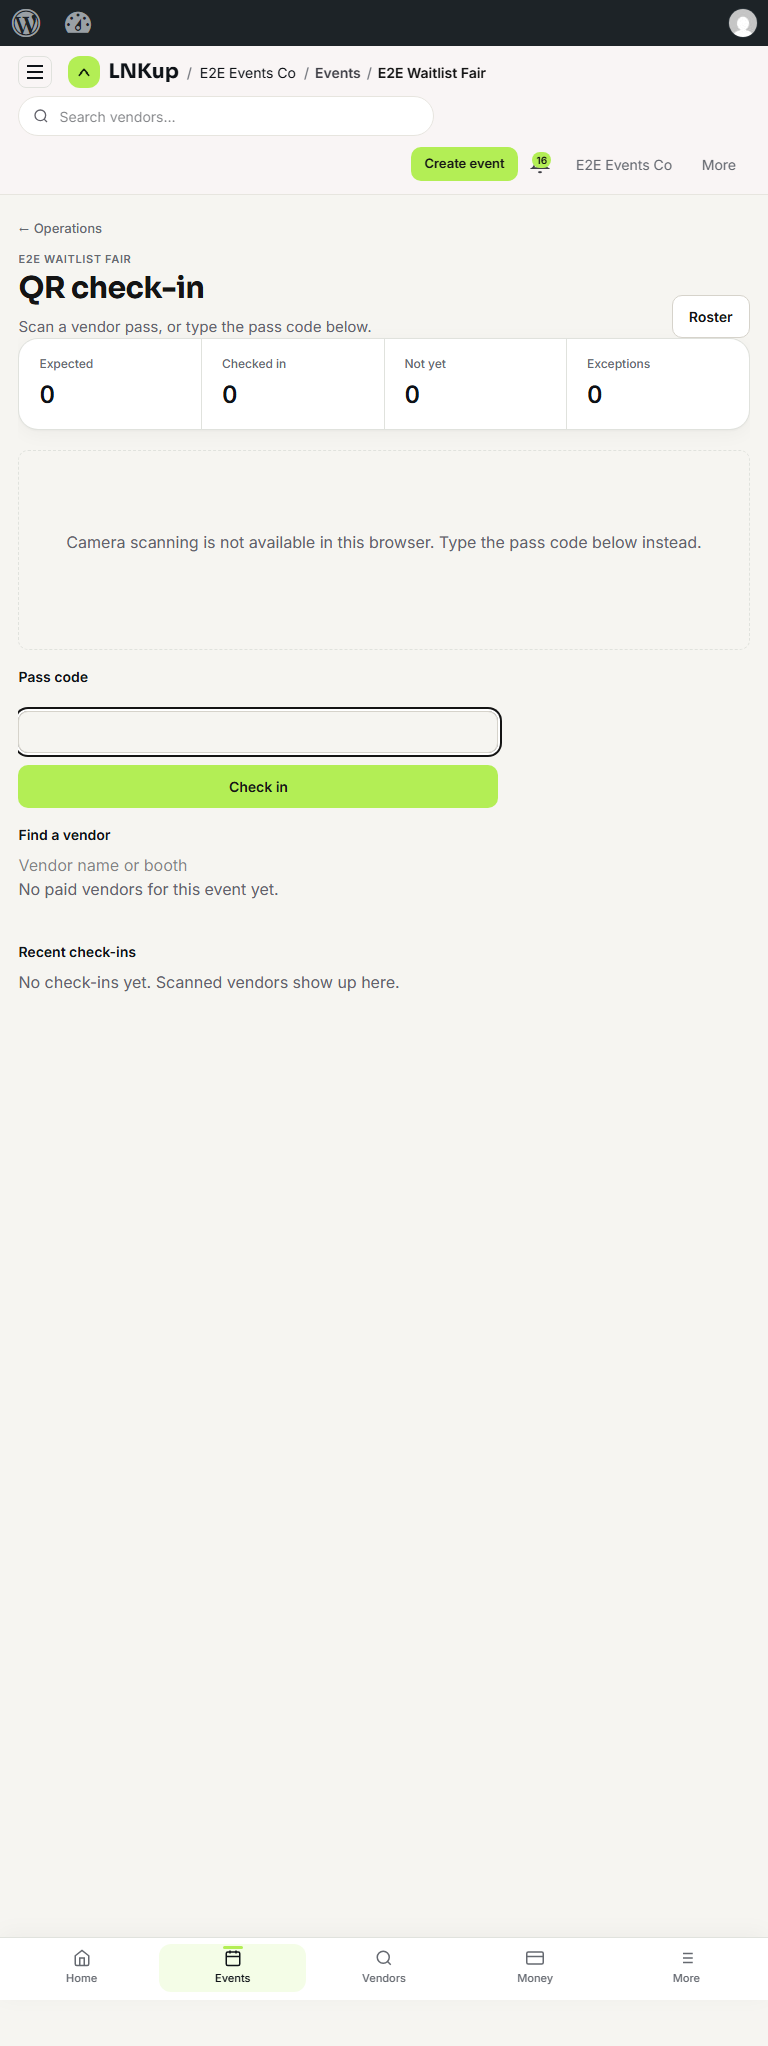 LNKup / E2E Events Co / Events / E2E Waitlist Fair
Search vendors...
Create event
16
E2E Events Co
More
← Operations
E2E WAITLIST FAIR
QR check-in
Scan a vendor pass, or type the pass code below.
Roster
Expected
Checked in
Not yet
Exceptions
0
0
0
0
Camera scanning is not available in this browser. Type the pass code below instead.
Pass code
Check in
Find a vendor
Vendor name or booth
No paid vendors for this event yet.
Recent check-ins
No check-ins yet. Scanned vendors show up here.
Home
Events
Vendors
Money
More